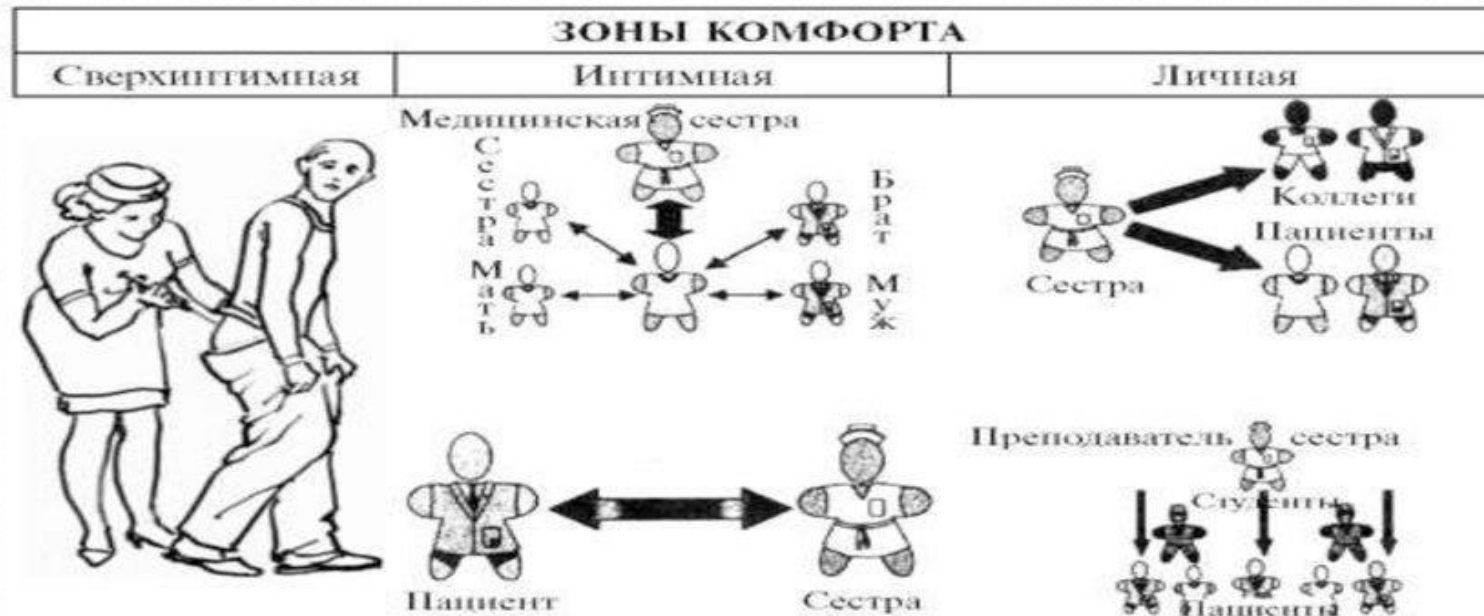 ЗОНЫ КОМФОРТА
Сверхинтимная
Интимная
Личная
Медицинская сестра
Сестра
Брат
Мать
Муж
Коллеги
Пациенты
Сестра
Пациент
Сестра
Преподаватель сестра
Студенты
Пациенты